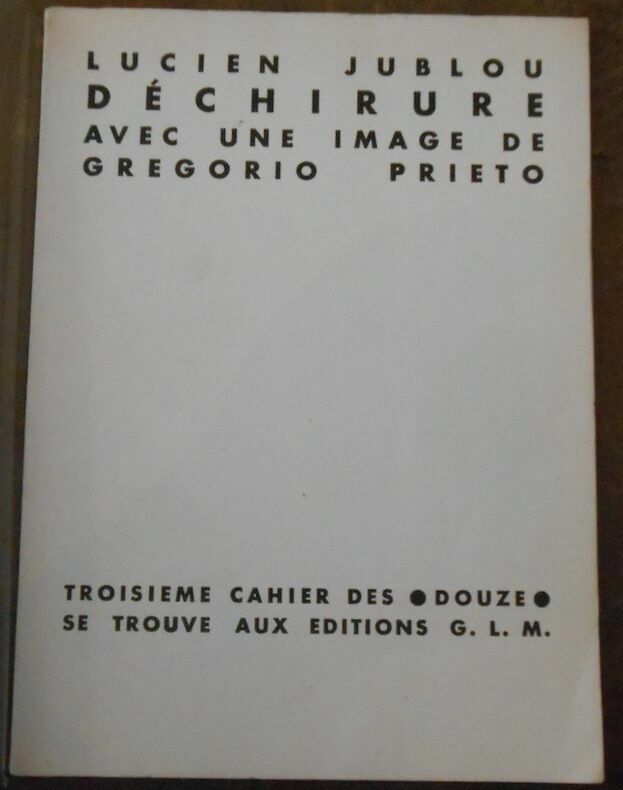 LUCIEN JUBLOU
DÉCHIRURE
AVEC UNE IMAGE DE
GREGORIO PRIETO
TROISIEME CAHIER DES ●DOUZE●
SE TROUVE AUX EDITIONS G. L. M.